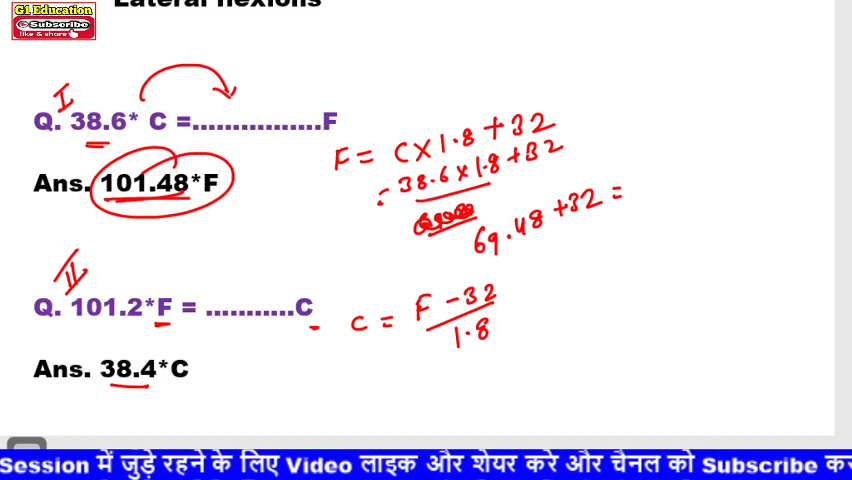 Lateral flexions
G1 Education
Subscribe
like & share
I
Q. 38.6* C =................F
F = C × 1.8 + 32
= 38.6 × 1.8 + 32
Ans. 101.48*F
69.48 + 32 =
II
Q. 101.2*F = ...........C
C = F - 32
1.8
Ans. 38.4*C
Session में जुड़े रहने के लिए Video लाइक और शेयर करे और चैनल को Subscribe कर